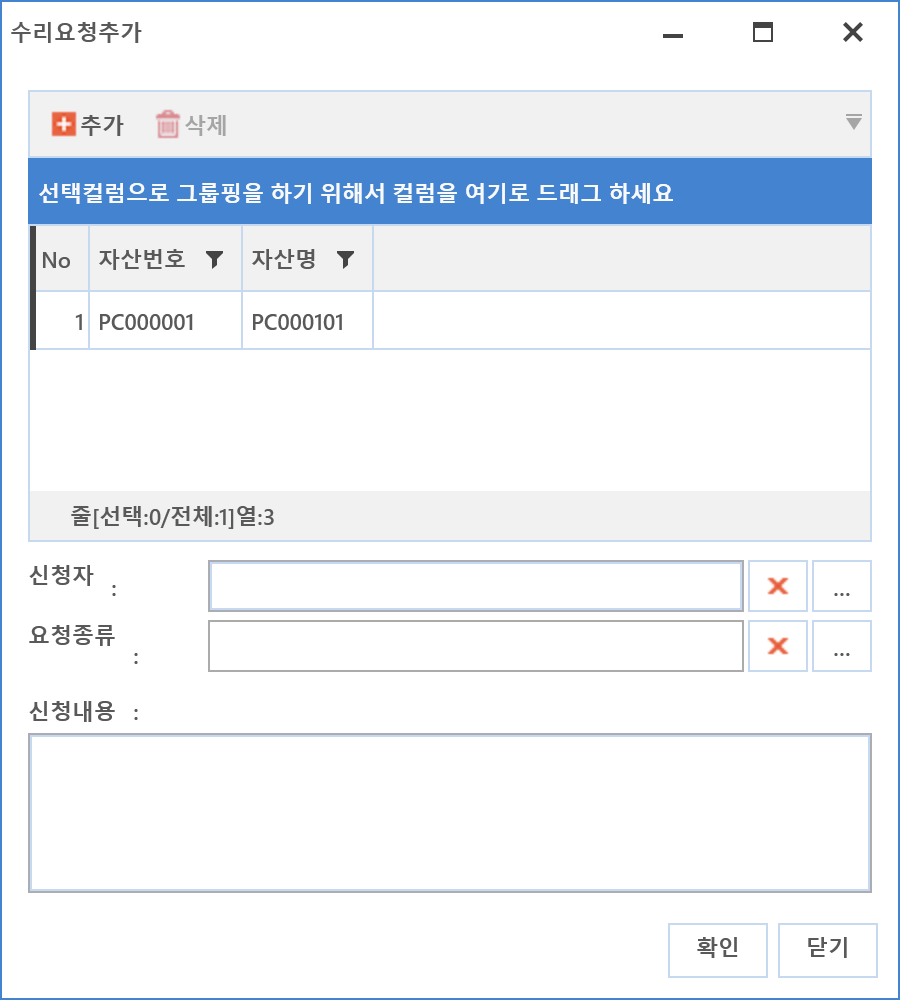 수리요청추가
추가 삭제
선택컬럼으로 그룹핑을 하기 위해서 컬럼을 여기로 드래그 하세요
No 자산번호 자산명
1 PC000001 PC000101
줄[선택:0/전체:1]열:3
신청자 :
...
요청종류 :
...
신청내용 :
확인 닫기